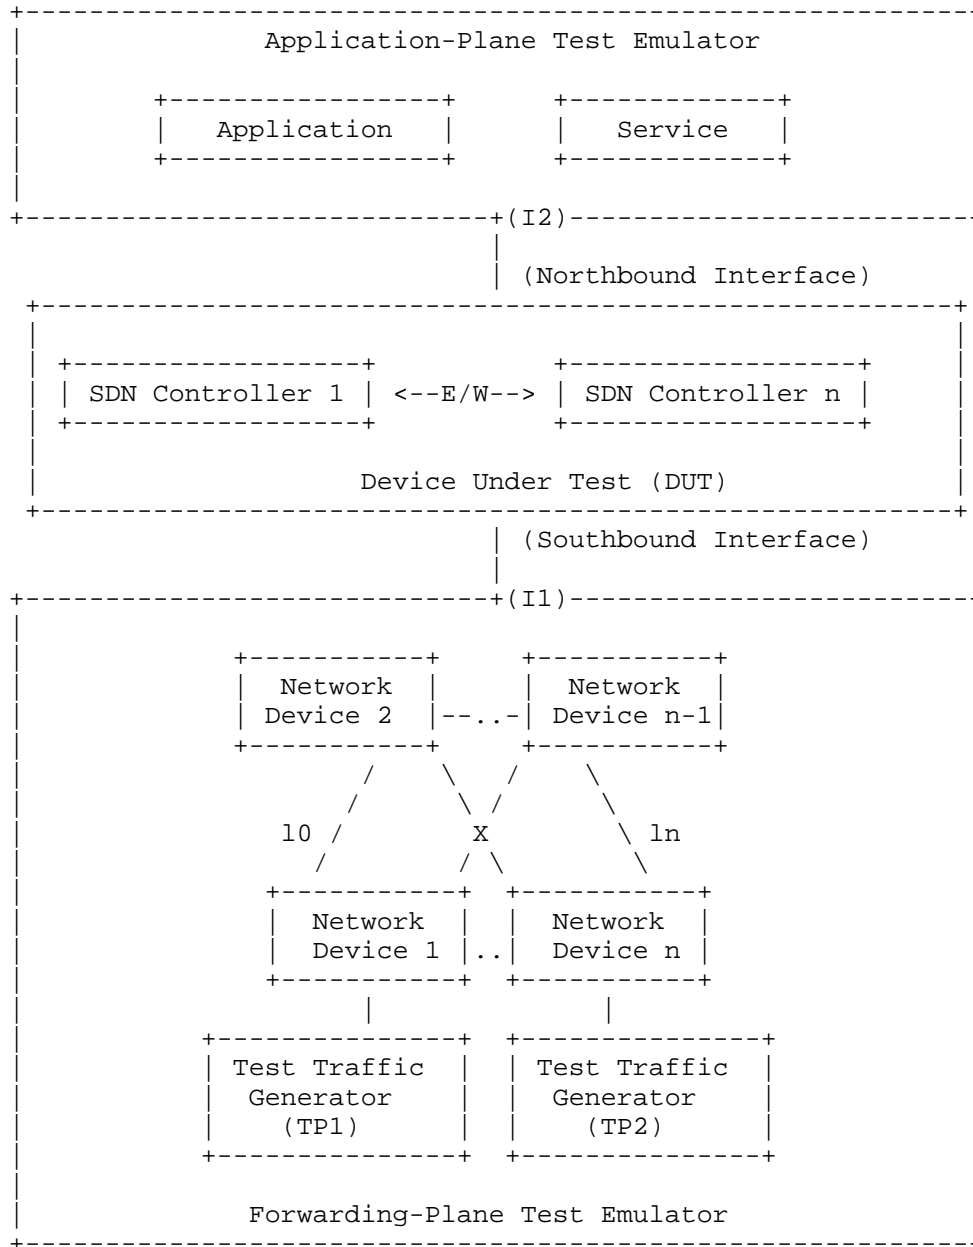 Application-Plane Test Emulator
Application Service
(I2)
(Northbound Interface)
SDN Controller 1 <--E/W--> SDN Controller n
Device Under Test (DUT)
(Southbound Interface)
(I1)
Network Network
Device 2 --..- Device n-1
l0 X ln
Network Network
Device 1 .. Device n
Test Traffic Test Traffic
Generator Generator
(TP1) (TP2)
Forwarding-Plane Test Emulator